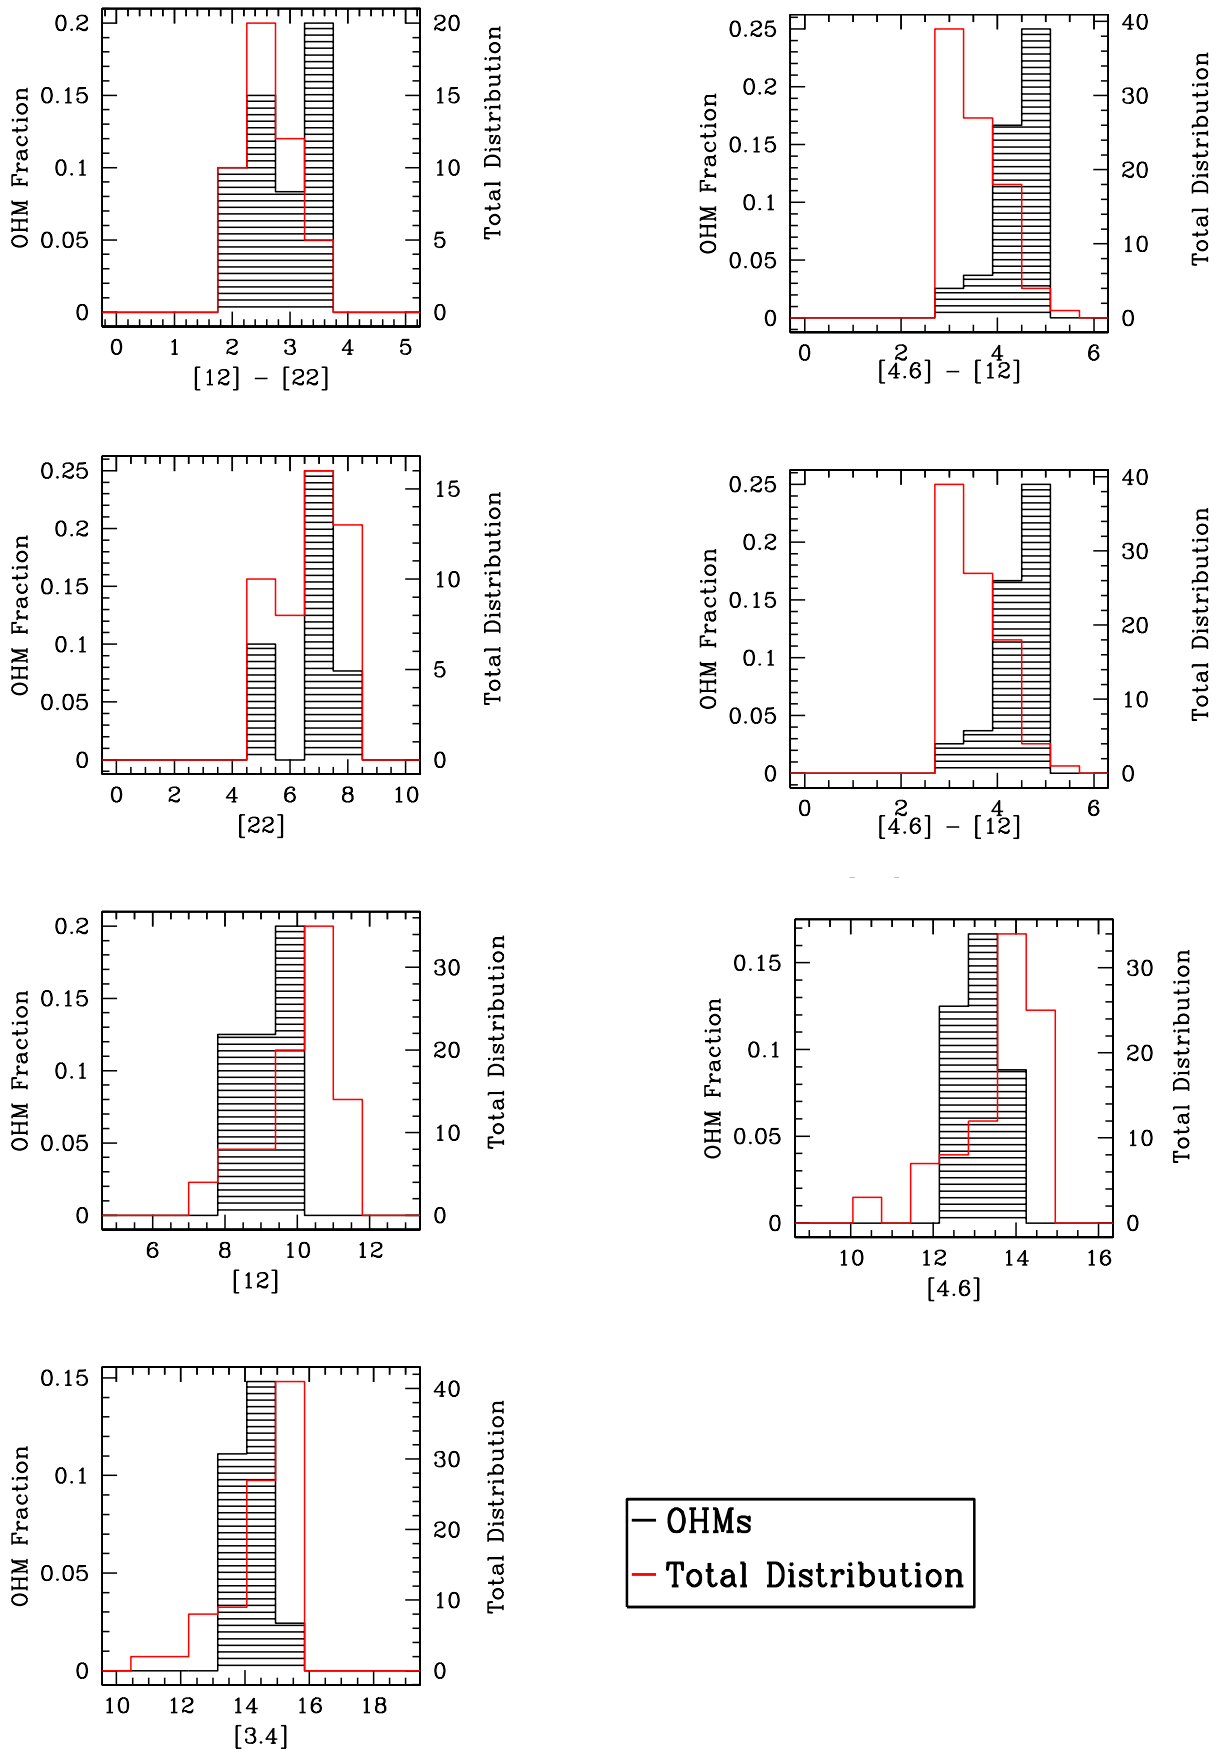 0.2
0.15
0.1
0.05
0
20
15
10
5
0
0 1 2 3 4 5
OHM Fraction
Total Distribution
[12] − [22]
0.25
0.2
0.15
0.1
0.05
0
40
30
20
10
0
0 2 4 6
OHM Fraction
Total Distribution
[4.6] − [12]
0.25
0.2
0.15
0.1
0.05
0
15
10
5
0
0 2 4 6 8 10
OHM Fraction
Total Distribution
[22]
0.25
0.2
0.15
0.1
0.05
0
40
30
20
10
0
0 2 4 6
OHM Fraction
Total Distribution
[4.6] − [12]
0.2
0.15
0.1
0.05
0
30
20
10
0
6 8 10 12
OHM Fraction
Total Distribution
[12]
0.15
0.1
0.05
0
30
20
10
0
10 12 14 16
OHM Fraction
Total Distribution
[4.6]
0.15
0.1
0.05
0
40
30
20
10
0
10 12 14 16 18
OHM Fraction
Total Distribution
[3.4]
OHMs
Total Distribution